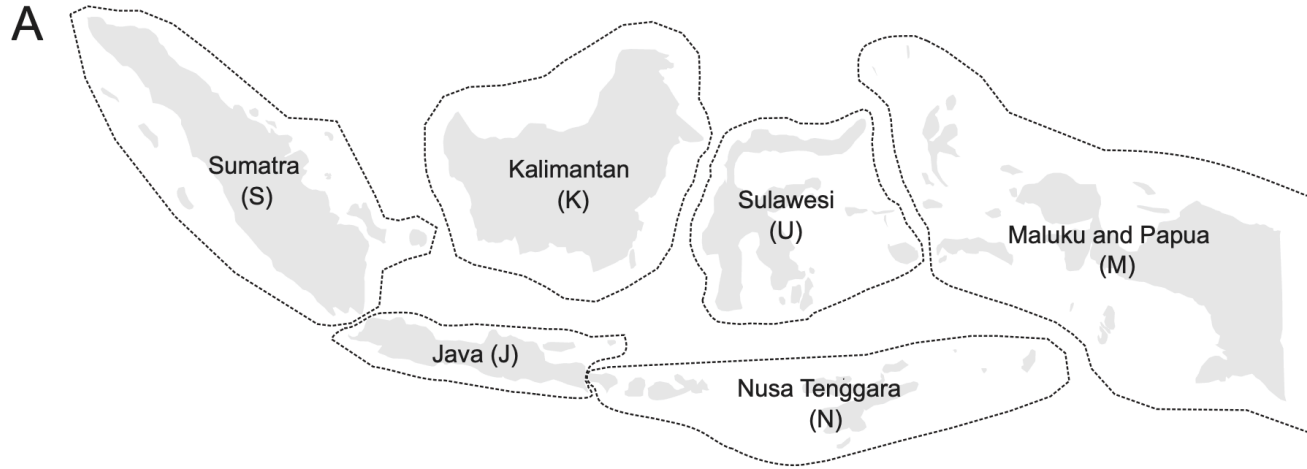 A
Sumatra
(S)
Kalimantan
(K)
Sulawesi
(U)
Maluku and Papua
(M)
Java (J)
Nusa Tenggara
(N)